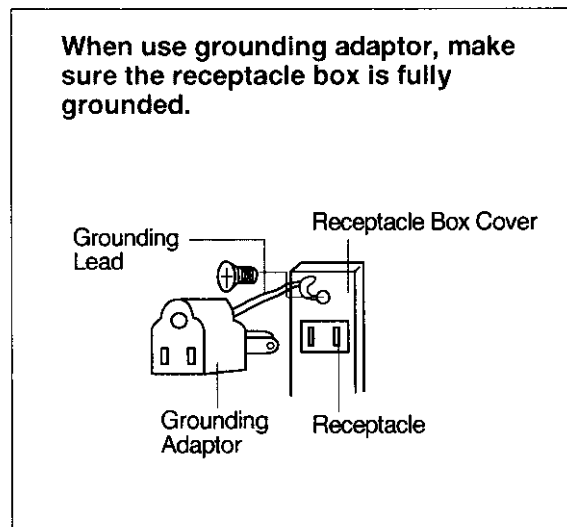 When use grounding adaptor, make
sure the receptacle box is fully
grounded.
Grounding
Lead
Receptacle Box Cover
Grounding
Adaptor
Receptacle